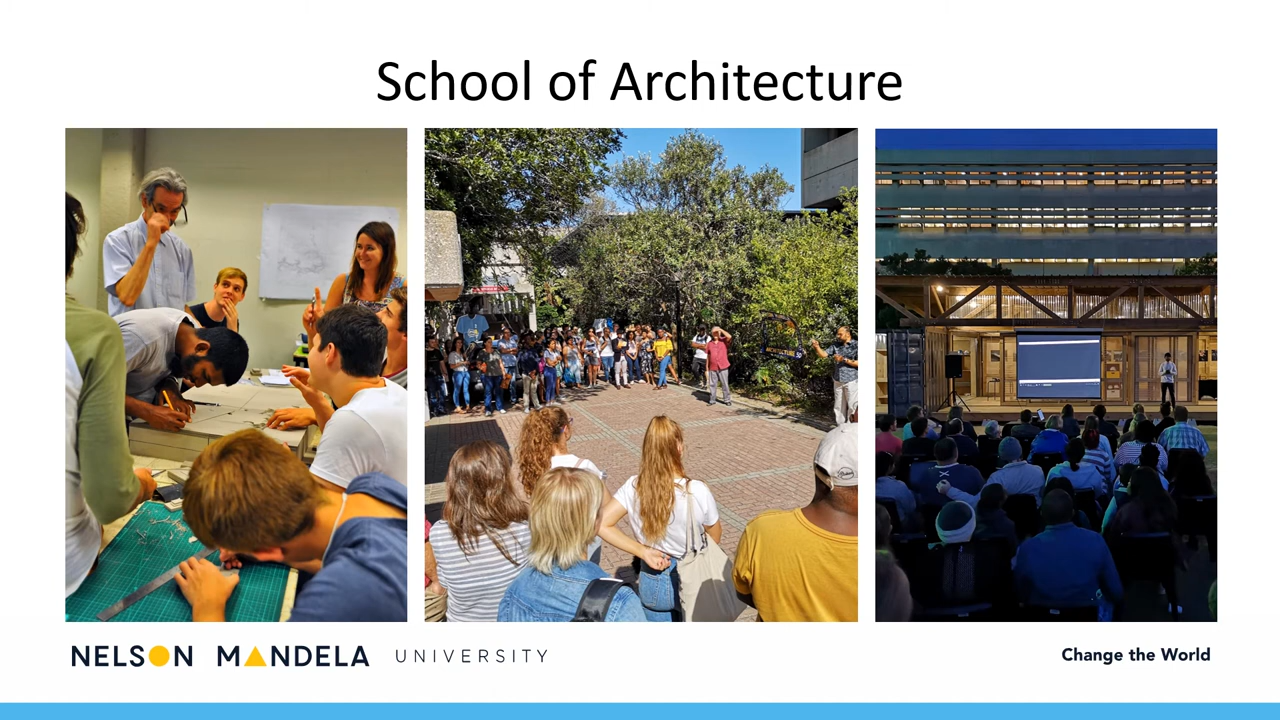 School of Architecture
NELSON MANDELA UNIVERSITY
Change the World